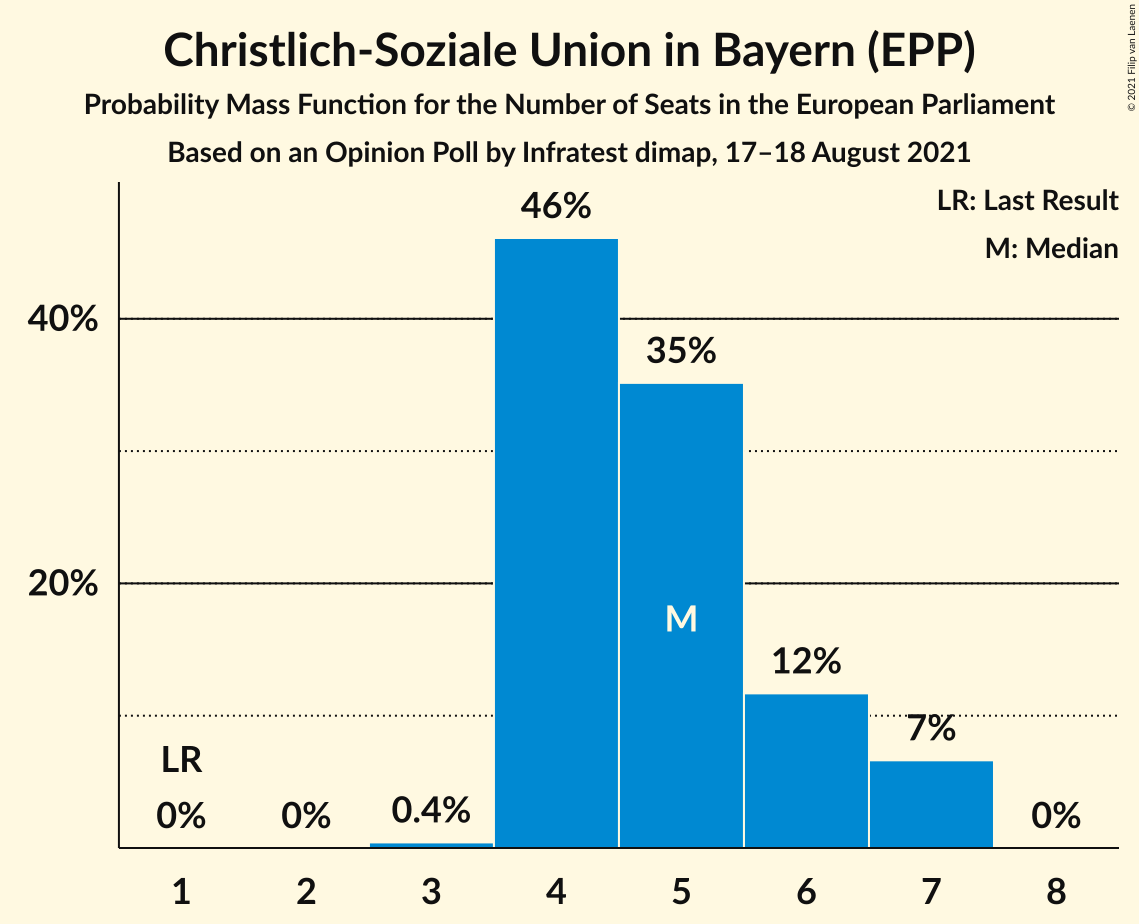 Christlich-Soziale Union in Bayern (EPP)
Probability Mass Function for the Number of Seats in the European Parliament
Based on an Opinion Poll by Infratest dimap, 17–18 August 2021
© 2021 Filip van Laenen
LR: Last Result
M: Median
46%
40%
35%
20%
M
12%
7%
LR
0%
0%
0.4%
0%
1 2 3 4 5 6 7 8